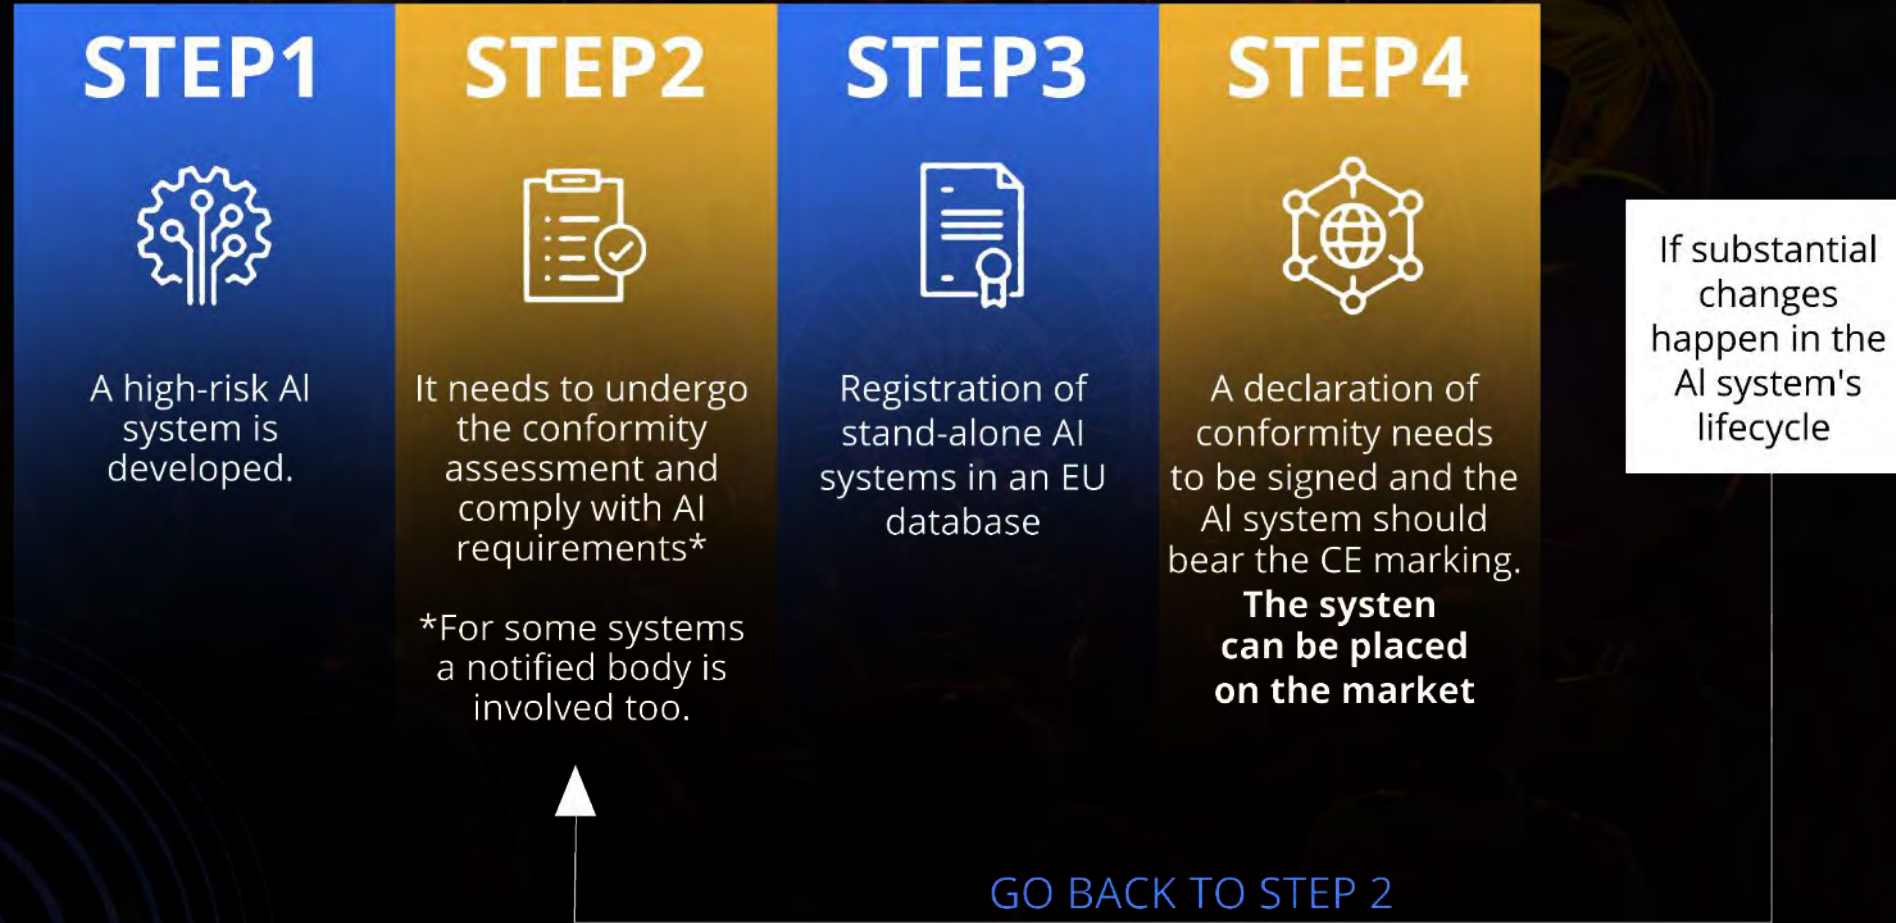 STEP1
A high-risk AI
system is
developed.
STEP2
It needs to undergo
the conformity
assessment and
comply with AI
requirements*
*For some systems
a notified body is
involved too.
STEP3
Registration of
stand-alone AI
systems in an EU
database
STEP4
A declaration of
conformity needs
to be signed and the
AI system should
bear the CE marking.
The systen
can be placed
on the market
If substantial
changes
happen in the
AI system's
lifecycle
GO BACK TO STEP 2